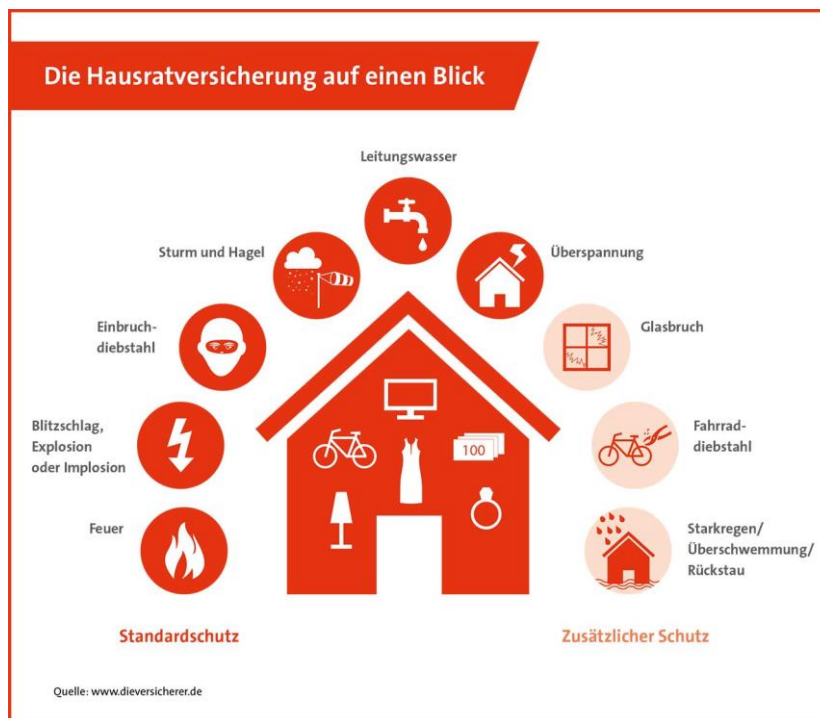 Die Hausratversicherung auf einen Blick
Leitungswasser
Sturm und Hagel
Überspannung
Einbruch-
diebstahl
Glasbruch
Blitzschlag,
Explosion
oder Implosion
Fahrrad-
diebstahl
100
Feuer
Starkregen/
Überschwemmung/
Rückstau
Standardschutz
Zusätzlicher Schutz
Quelle: www.dieversicherer.de